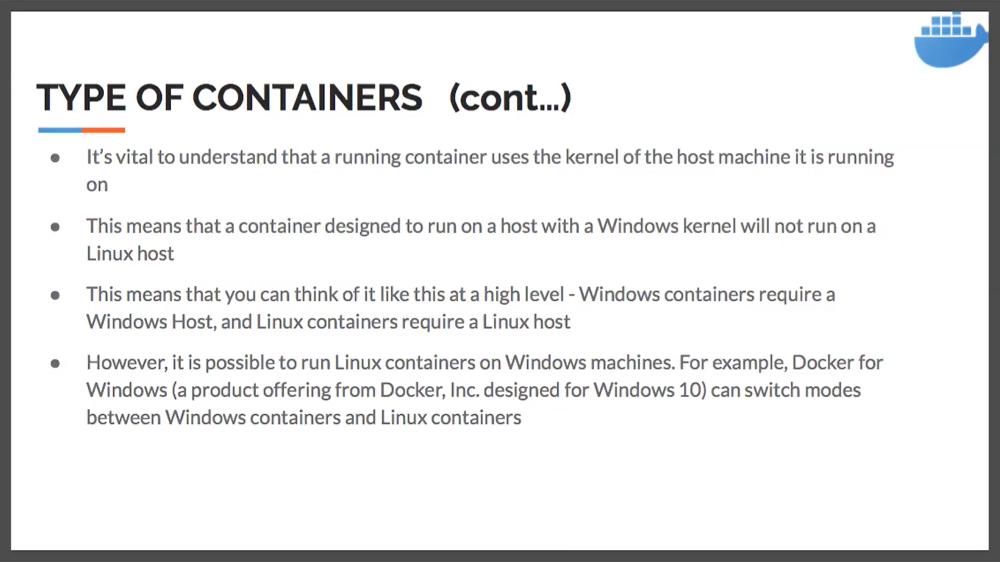 TYPE OF CONTAINERS (cont...)
● It’s vital to understand that a running container uses the kernel of the host machine it is running
on
● This means that a container designed to run on a host with a Windows kernel will not run on a
Linux host
● This means that you can think of it like this at a high level - Windows containers require a
Windows Host, and Linux containers require a Linux host
● However, it is possible to run Linux containers on Windows machines. For example, Docker for
Windows (a product offering from Docker, Inc. designed for Windows 10) can switch modes
between Windows containers and Linux containers